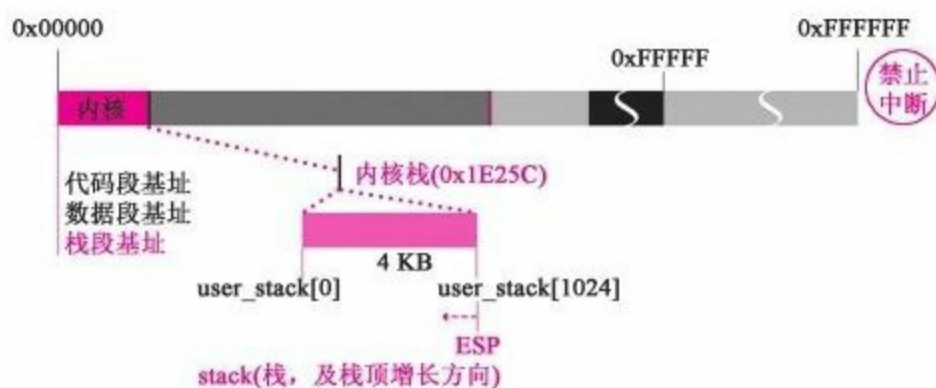 0x00000
0xFFFFFF
0xFFFFF
禁止
中断
内核
内核栈(0x1E25C)
代码段基址
数据段基址
栈段基址
4 KB
user_stack[0]
user_stack[1024]
ESP
stack(栈，及栈顶增长方向)